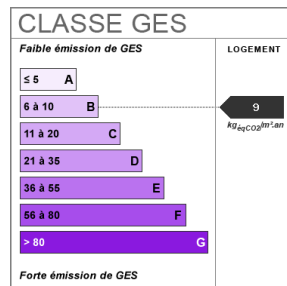 CLASSE GES
Faible émission de GES
LOGEMENT
≤ 5 A
6 à 10 B
9
kgéqCO2/m².an
11 à 20 C
21 à 35 D
36 à 55 E
56 à 80 F
> 80 G
Forte émission de GES